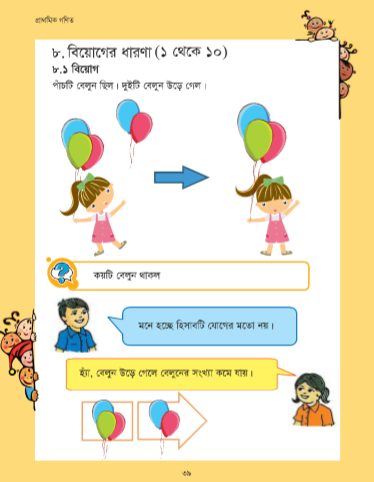 প্রাথমিক গণিত
৮. বিয়োগের ধারণা (১ থেকে ১০)
৮.১ বিয়োগ
পাঁচটি বেলুন ছিল। দুইটি বেলুন উড়ে গেল।
কয়টি বেলুন থাকল
মনে হচ্ছে হিসাবটি যোগের মতো নয়।
হ্যাঁ, বেলুন উড়ে গেলে বেলুনের সংখ্যা কমে যায়।
৩৯